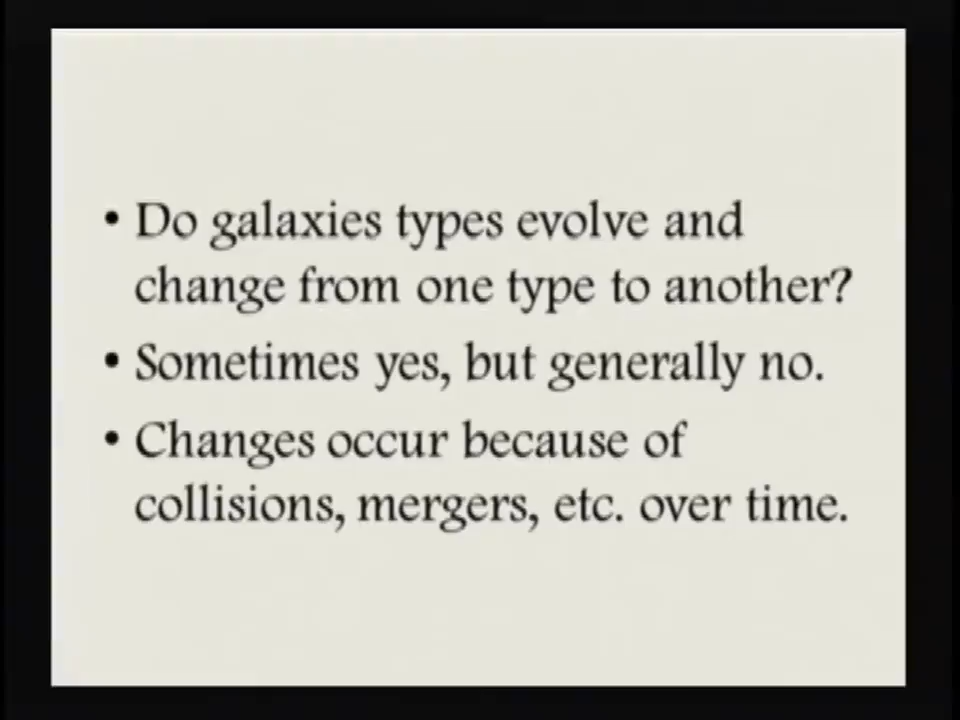 • Do galaxies types evolve and
change from one type to another?
• Sometimes yes, but generally no.
• Changes occur because of
collisions, mergers, etc. over time.